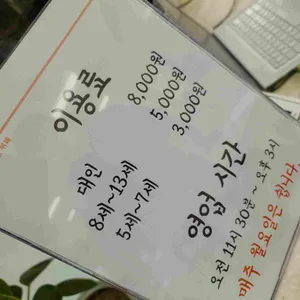 이용료
대인 8,000원
8세~13세 5,000원
5세~7세 3,000원
영업 시간
오전 11시 30분 ~ 오후 3시
매주 월요일은 쉽니다